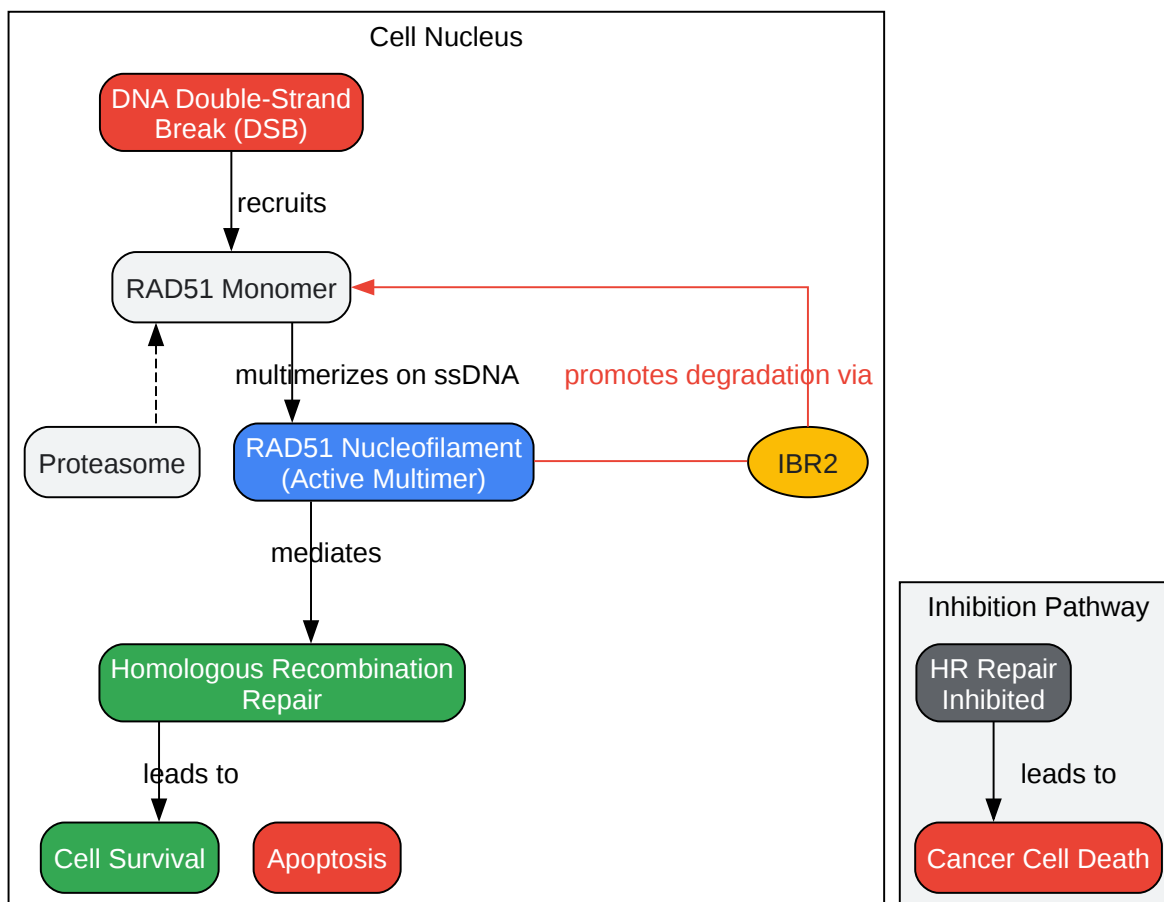 Cell Nucleus
DNA Double-Strand
Break (DSB)
recruits
RAD51 Monomer
multimerizes on ssDNA
promotes degradation via
Proteasome
RAD51 Nucleofilament
(Active Multimer)
IBR2
mediates
Homologous Recombination
Repair
leads to
Cell Survival
Apoptosis
Inhibition Pathway
HR Repair
Inhibited
leads to
Cancer Cell Death